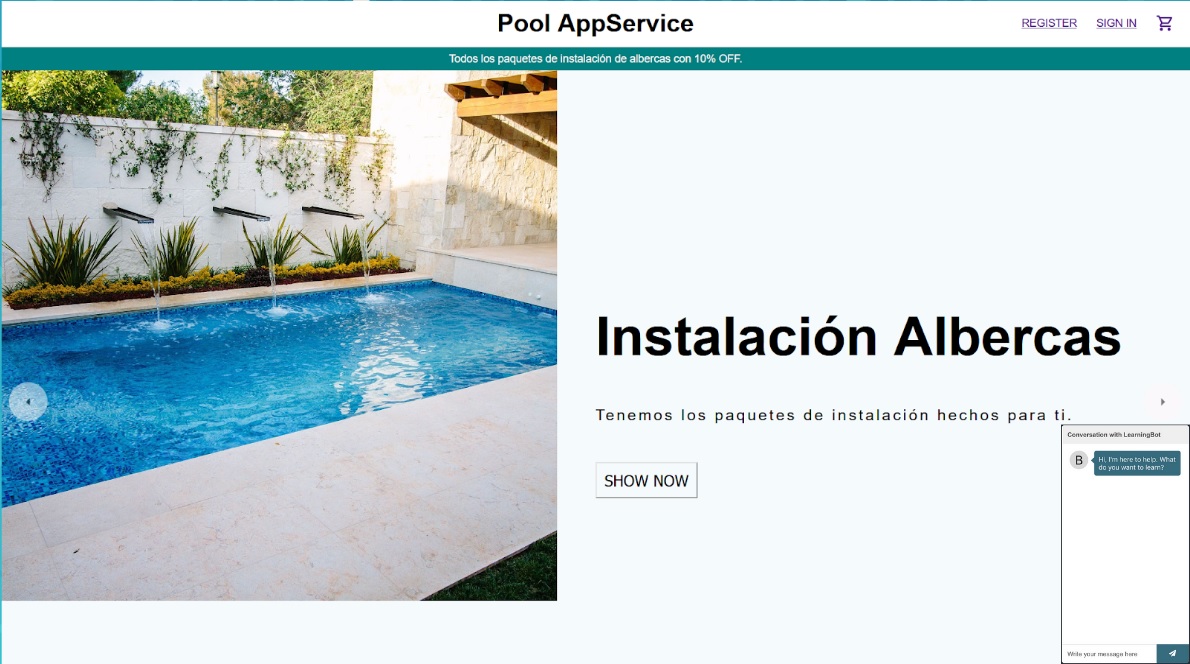 Pool AppService
REGISTER
SIGN IN
Todos los paquetes de instalación de albercas con 10% OFF.
Instalación Albercas
Tenemos los paquetes de instalación hechos para ti.
SHOW NOW
Conversation with LearningBot
B
Hi, I'm here to help. What
do you want to learn?
Write your message here